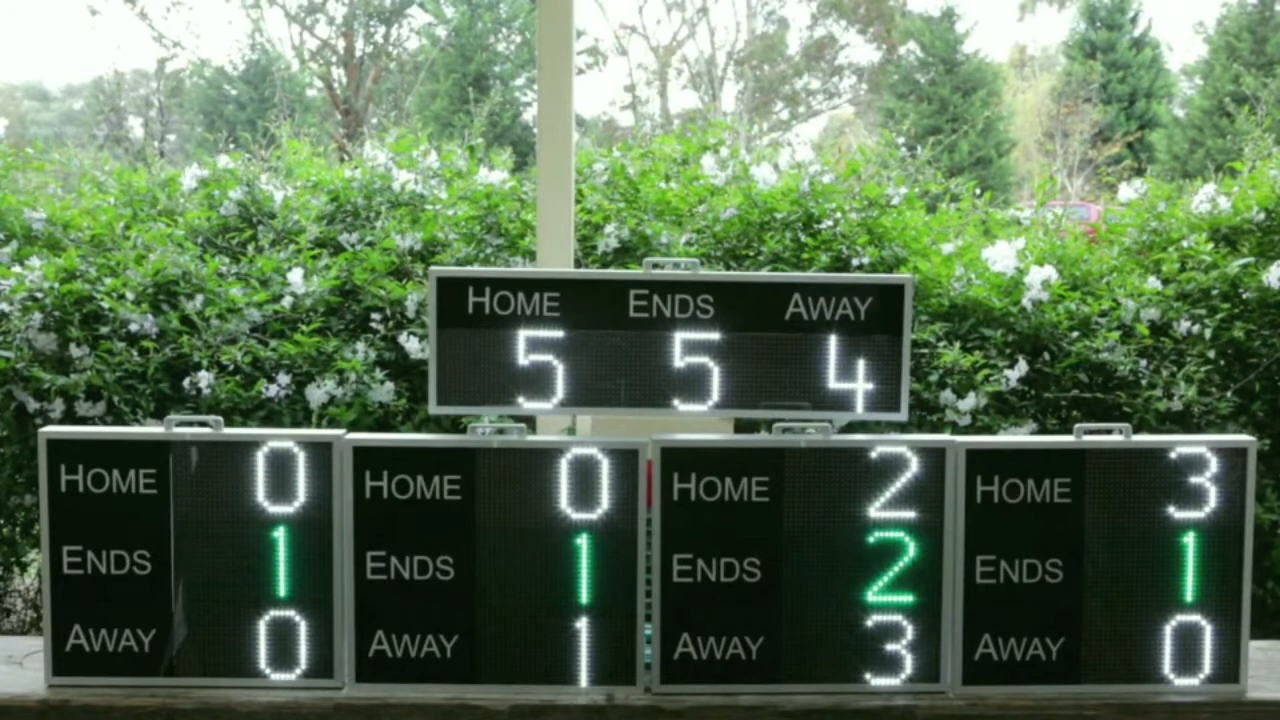 HOME ENDS AWAY
5 5 4
HOME 0
ENDS 1
AWAY 0
HOME 0
ENDS 1
AWAY 1
HOME 2
ENDS 2
AWAY 3
HOME 3
ENDS 1
AWAY 0